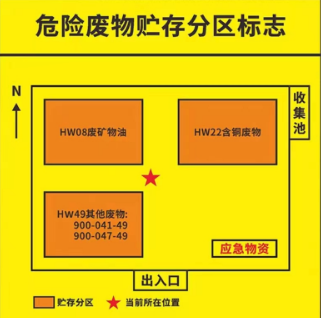 危险废物贮存分区标志
N
收集池
HW08废矿物油
HW22含铜废物
HW49其他废物:
900-041-49
900-047-49
应急物资
出入口
贮存分区
当前所在位置